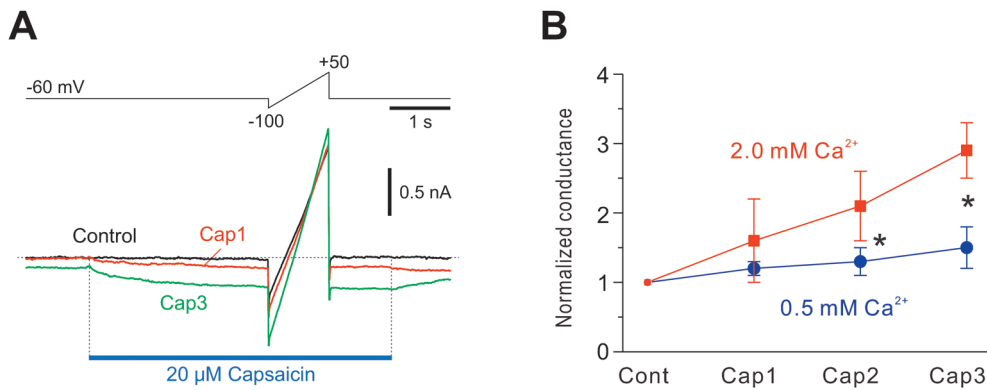 A
-60 mV
+50
-100
1 s
0.5 nA
Control
Cap1
Cap3
20 µM Capsaicin
B
Normalized conductance
4
3
2
1
0
2.0 mM Ca²⁺
*
*
0.5 mM Ca²⁺
Cont Cap1 Cap2 Cap3